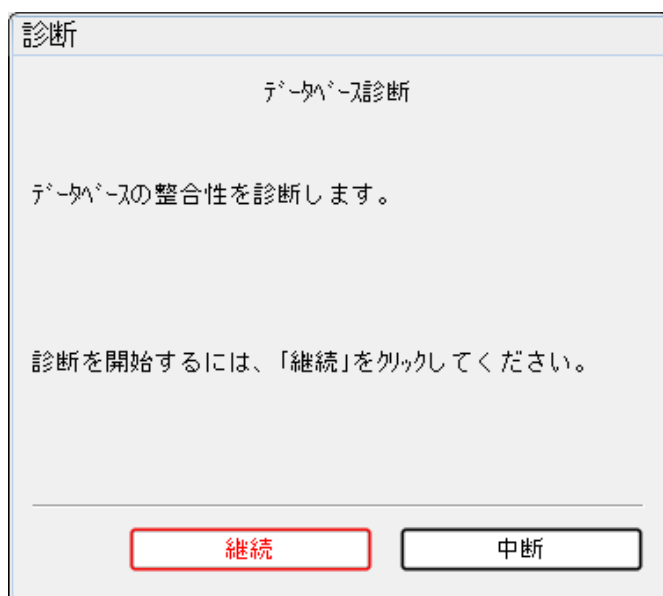 診断
ﾃﾞｰﾀﾍﾞｰｽ診断
ﾃﾞｰﾀﾍﾞｰｽの整合性を診断します。
診断を開始するには、「継続」をｸﾘｯｸしてください。
継続
中断